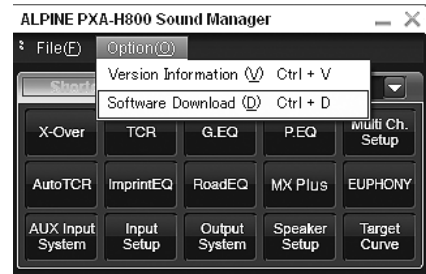 ALPINE PXA-H800 Sound Manager
File(F) Option(O)
Version Information (V) Ctrl + V
Software Download (D) Ctrl + D
X-Over TCR G.EQ P.EQ Multi Ch. Setup
AutoTCR ImprintEQ RoadEQ MX Plus EUPHONY
AUX Input System Input Setup Output System Speaker Setup Target Curve